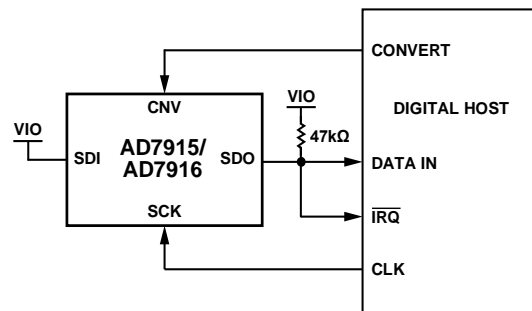 CONVERT
CNV
VIO
DIGITAL HOST
VIO
47kΩ
AD7915/
AD7916
SDI
SDO
DATA IN
SCK
IRQ
CLK